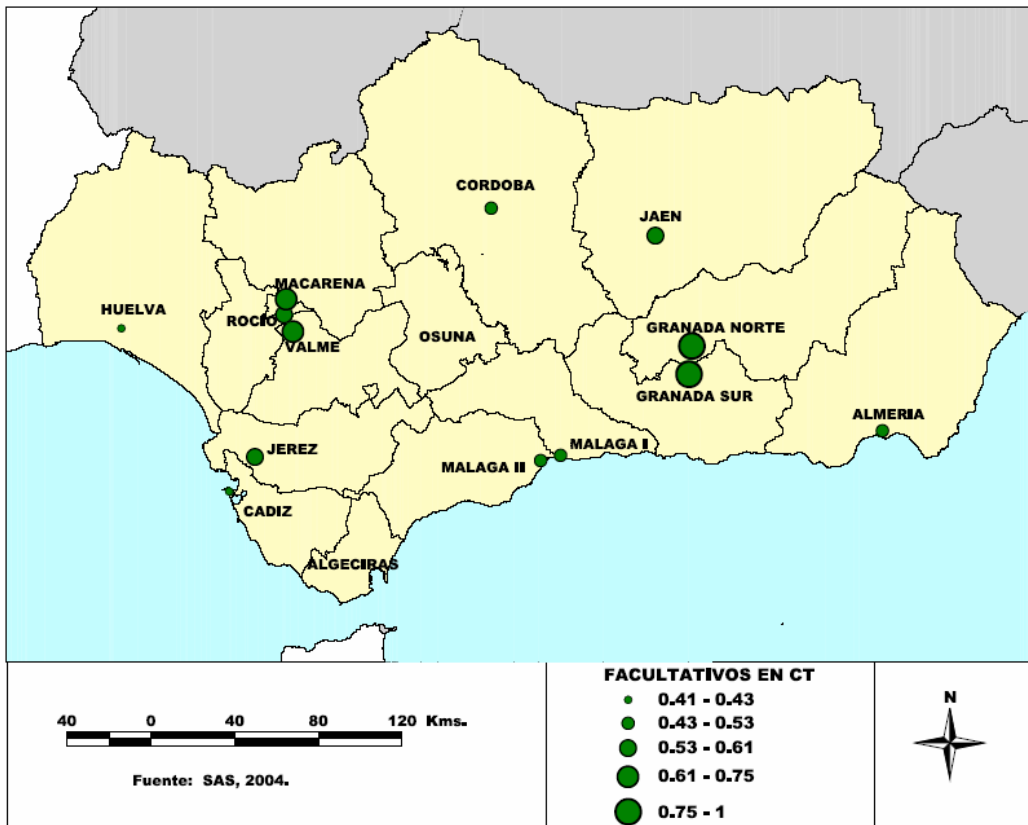 CORDOBA
JAEN
MACARENA
HUELVA
ROCIO
VALME
OSUNA
GRANADA NORTE
GRANADA SUR
ALMERIA
JEREZ
MALAGA I
MALAGA II
CADIZ
ALGECIRAS
40 0 40 80 120 Kms.
Fuente: SAS, 2004.
FACULTATIVOS EN CT
0.41 - 0.43
0.43 - 0.53
0.53 - 0.61
0.61 - 0.75
0.75 - 1
N